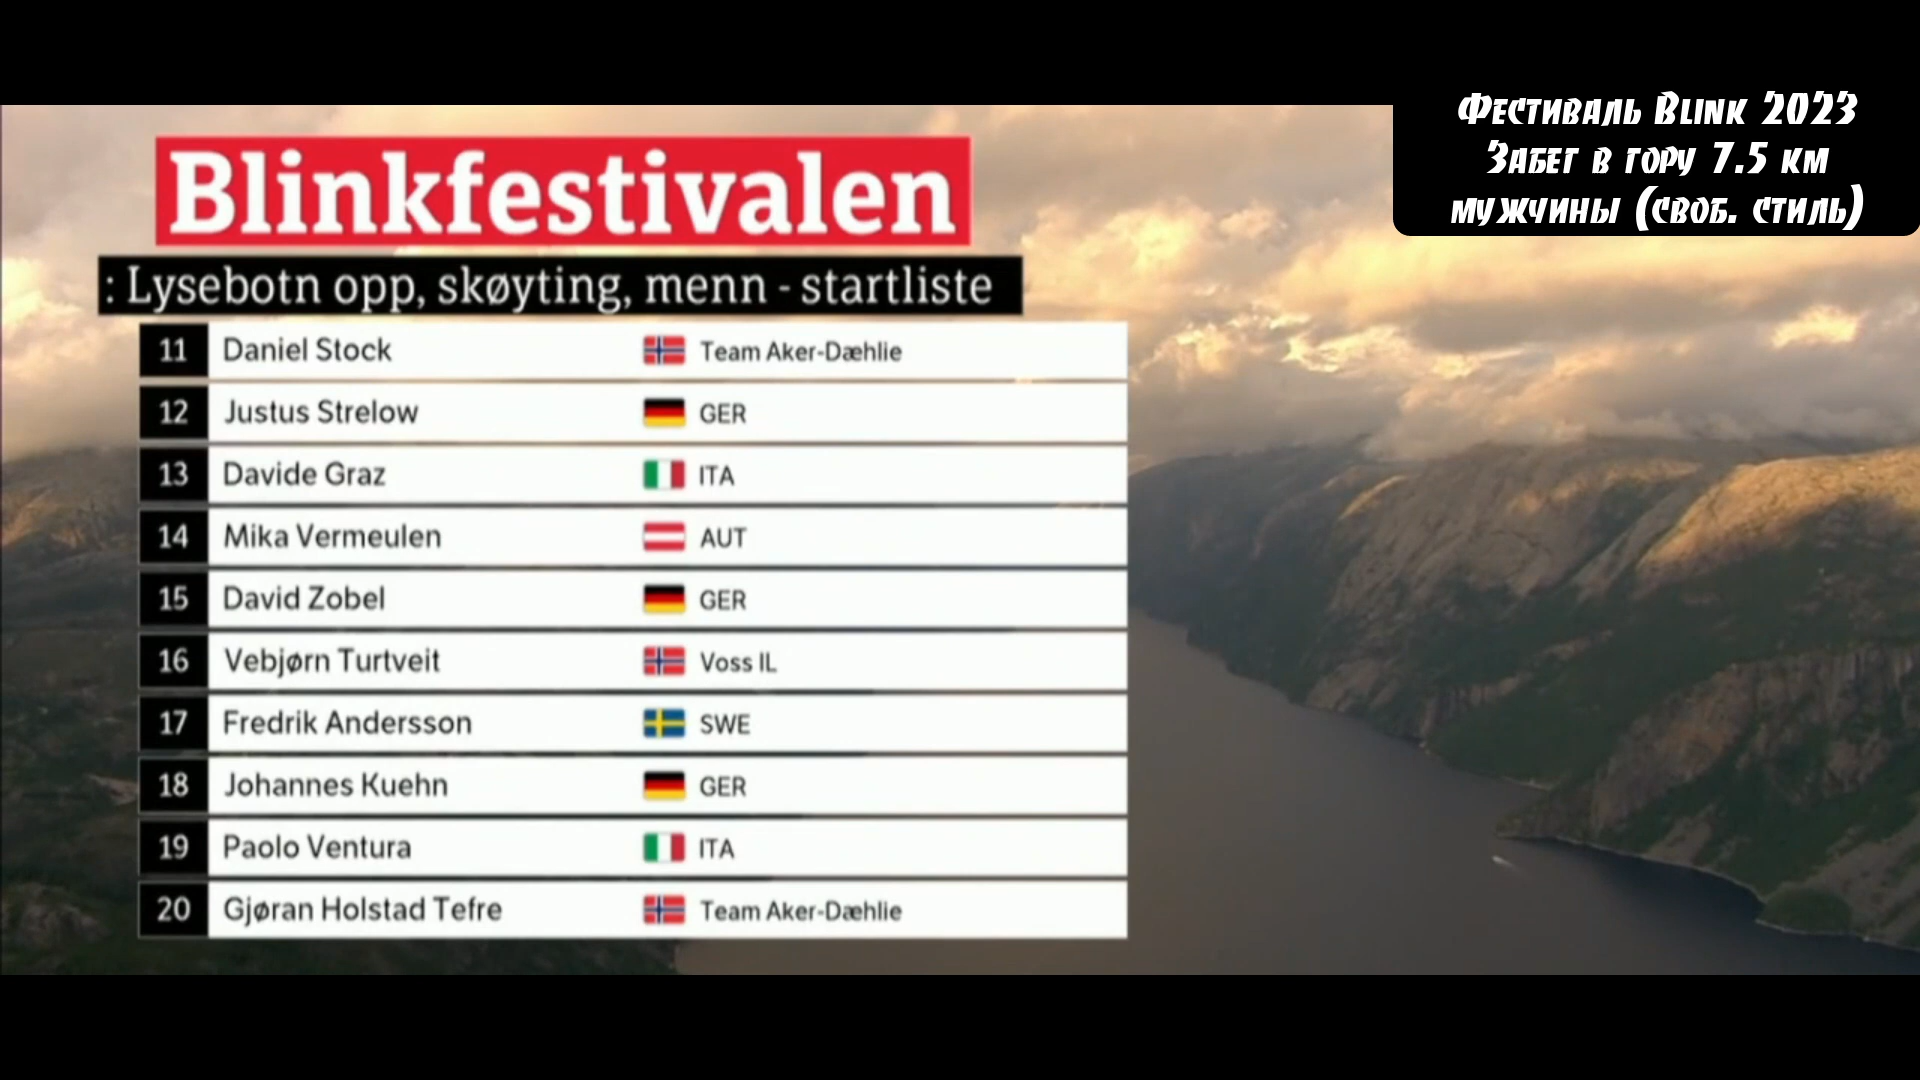 Фестиваль Blink 2023
Забег в гору 7.5 км
мужчины (своб. стиль)
Blinkfestivalen
: Lysebotn opp, skøyting, menn - startliste
11 Daniel Stock Team Aker-Dæhlie
12 Justus Strelow GER
13 Davide Graz ITA
14 Mika Vermeulen AUT
15 David Zobel GER
16 Vebjørn Turtveit Voss IL
17 Fredrik Andersson SWE
18 Johannes Kuehn GER
19 Paolo Ventura ITA
20 Gjøran Holstad Tefre Team Aker-Dæhlie